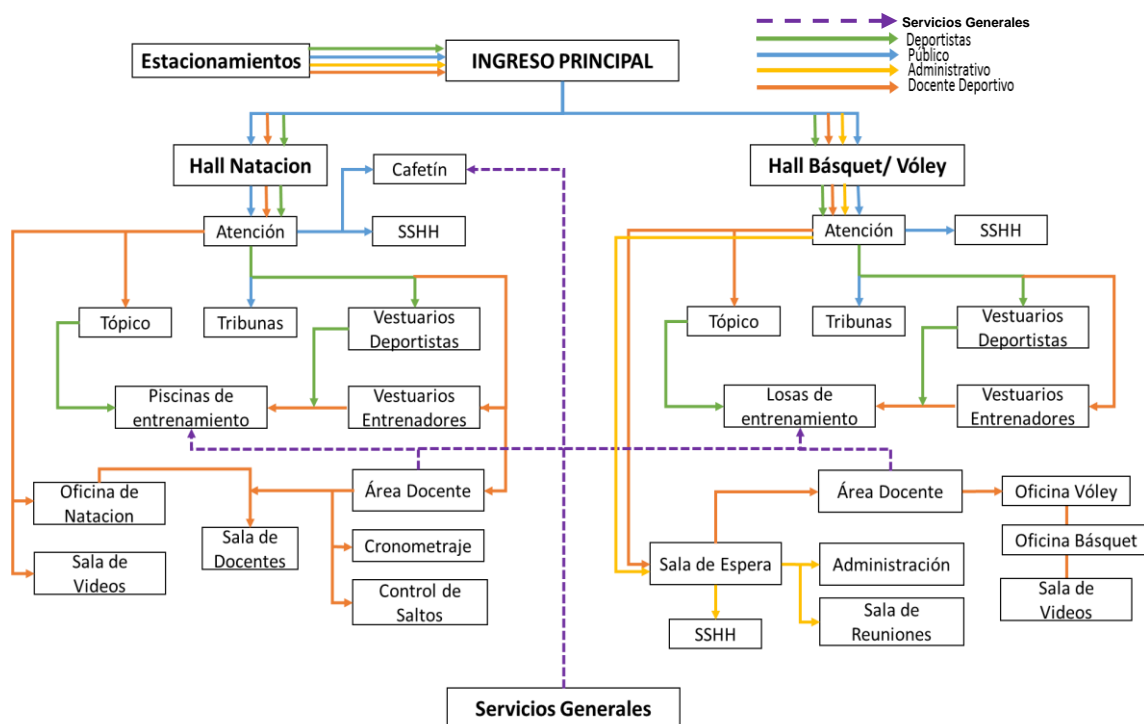 Servicios Generales
Deportistas
Público
Administrativo
Docente Deportivo
Estacionamientos
INGRESO PRINCIPAL
Hall Natacion
Cafetín
Atención
SSHH
Tópico
Tribunas
Vestuarios
Deportistas
Piscinas de
entrenamiento
Vestuarios
Entrenadores
Oficina de
Natacion
Área Docente
Sala de
Docentes
Cronometraje
Sala de
Videos
Control de
Saltos
Hall Básquet/ Vóley
Atención
SSHH
Tópico
Tribunas
Vestuarios
Deportistas
Losas de
entrenamiento
Vestuarios
Entrenadores
Área Docente
Oficina Vóley
Oficina Básquet
Sala de Espera
Administración
Sala de
Videos
Sala de
Reuniones
SSHH
Servicios Generales